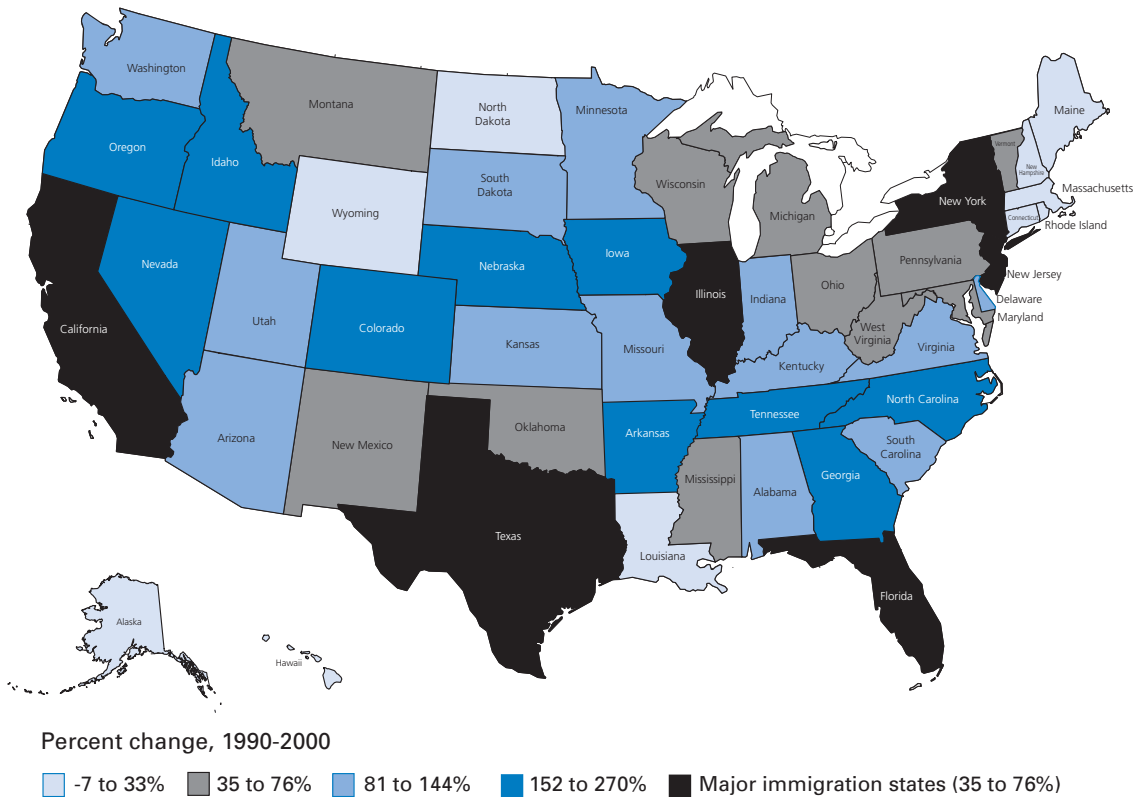 Washington
Montana
North
Dakota
Minnesota
Maine
Oregon
Idaho
Vermont
New
Hampshire
South
Dakota
Wisconsin
Massachusetts
Wyoming
New York
Michigan
Connecticut
Rhode Island
Nevada
Nebraska
Iowa
Pennsylvania
New Jersey
Illinois
Indiana
Ohio
Delaware
Maryland
California
Utah
Colorado
Kansas
Missouri
West
Virginia
Virginia
Kentucky
North Carolina
Tennessee
Arizona
New Mexico
Oklahoma
Arkansas
South
Carolina
Mississippi
Alabama
Georgia
Texas
Louisiana
Florida
Alaska
Hawaii
Percent change, 1990-2000
-7 to 33%
35 to 76%
81 to 144%
152 to 270%
Major immigration states (35 to 76%)